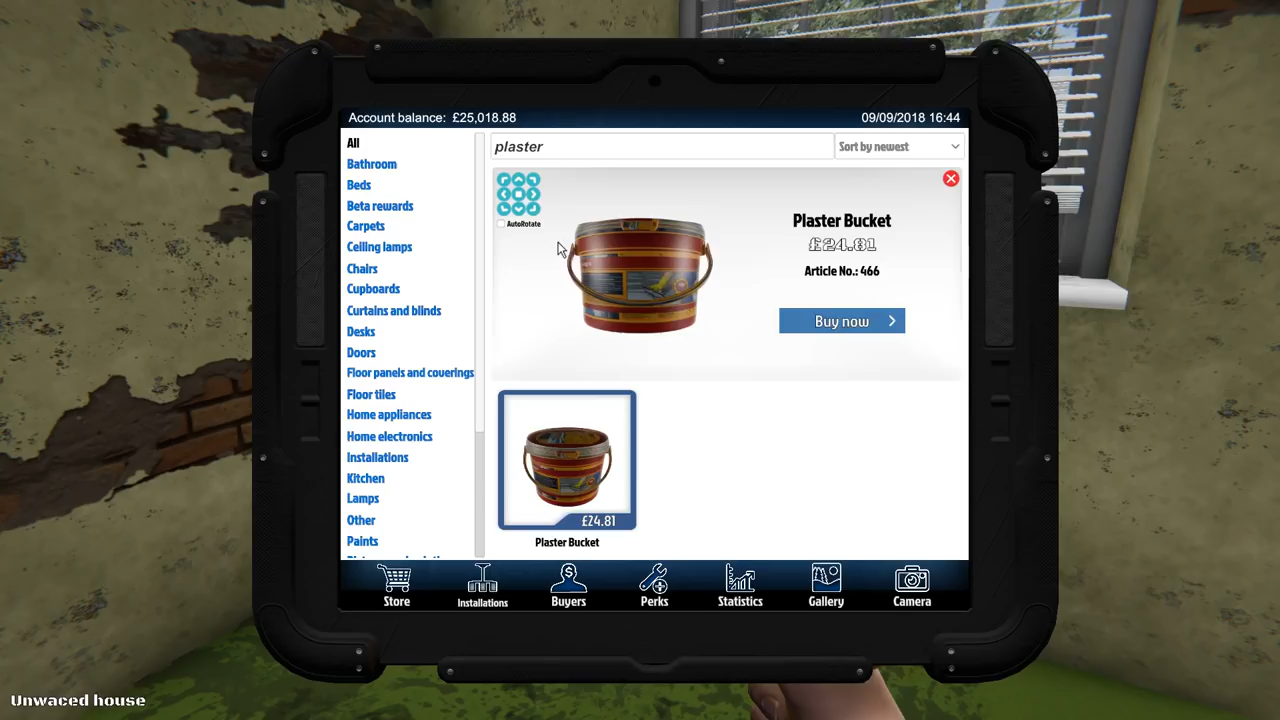 Account balance: £25,018.88
09/09/2018 16:44
All
Bathroom
Beds
Beta rewards
Carpets
Ceiling lamps
Chairs
Cupboards
Curtains and blinds
Desks
Doors
Floor panels and coverings
Floor tiles
Home appliances
Home electronics
Installations
Kitchen
Lamps
Other
Paints
plaster
Sort by newest
AutoRotate
Plaster Bucket
£24.81
Article No.: 466
Buy now
£24.81
Plaster Bucket
Store
Installations
Buyers
Perks
Statistics
Gallery
Camera
Unwaced house